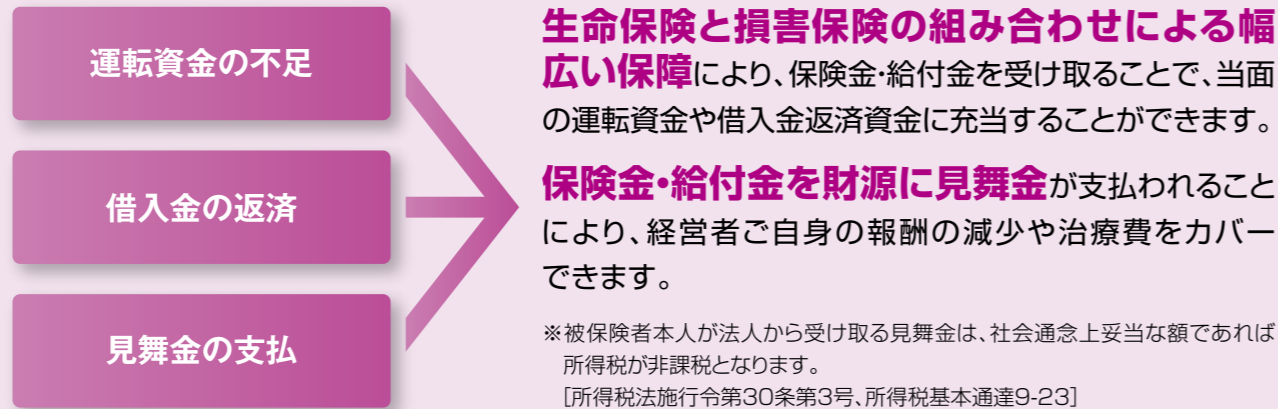 運転資金の不足
借入金の返済
見舞金の支払
生命保険と損害保険の組み合わせによる幅
広い保障により、保険金・給付金を受け取ることで、当面
の運転資金や借入金返済資金に充当することができます。
保険金・給付金を財源に見舞金が支払われること
により、経営者ご自身の報酬の減少や治療費をカバー
できます。
※被保険者本人が法人から受け取る見舞金は、社会通念上妥当な額であれば
所得税が非課税となります。
[所得税法施行令第30条第3号、所得税基本通達9-23]